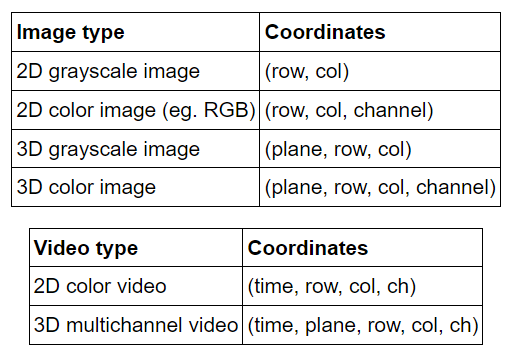 Image type Coordinates
2D grayscale image (row, col)
2D color image (eg. RGB) (row, col, channel)
3D grayscale image (plane, row, col)
3D color image (plane, row, col, channel)
Video type Coordinates
2D color video (time, row, col, ch)
3D multichannel video (time, plane, row, col, ch)